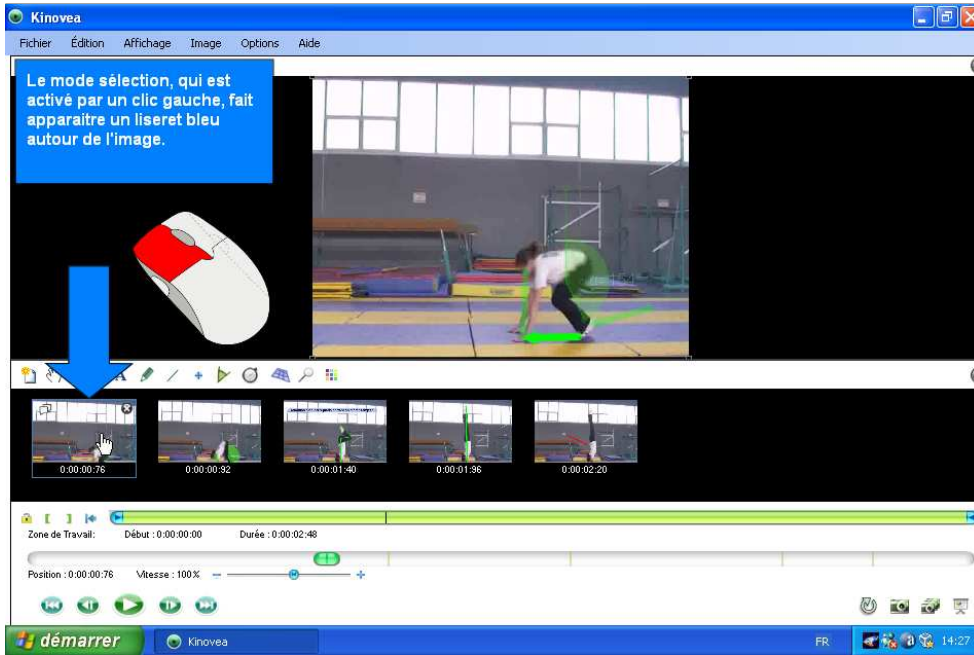 Kinovea
Fichier Édition Affichage Image Options Aide
Le mode sélection, qui est
activé par un clic gauche, fait
apparaitre un liseret bleu
autour de l'image.
0:00:00:76 0:00:00:92 0:00:01:40 0:00:01:96 0:00:02:20
Zone de Travail: Début : 0:00:00:00 Durée : 0:00:02:48
Position : 0:00:00:76 Vitesse : 100%
démarrer Kinovea FR 14:27